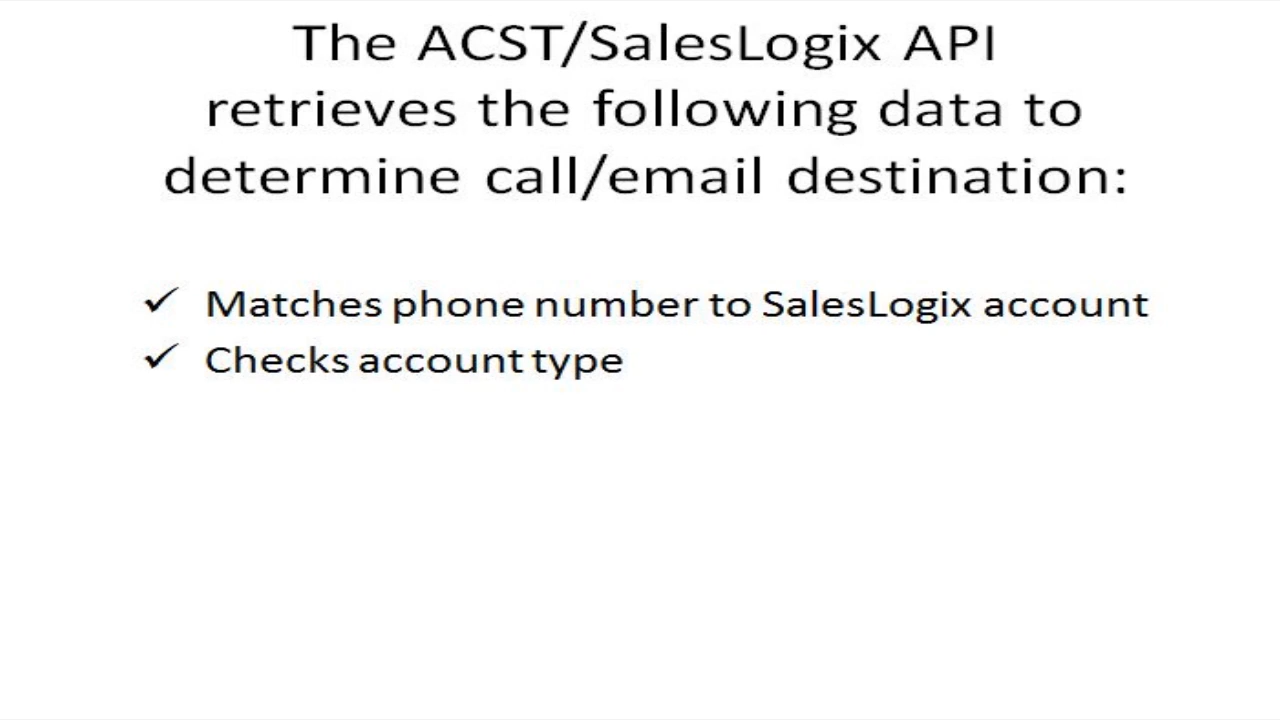 The ACST/SalesLogix API
retrieves the following data to
determine call/email destination:
✓ Matches phone number to SalesLogix account
✓ Checks account type